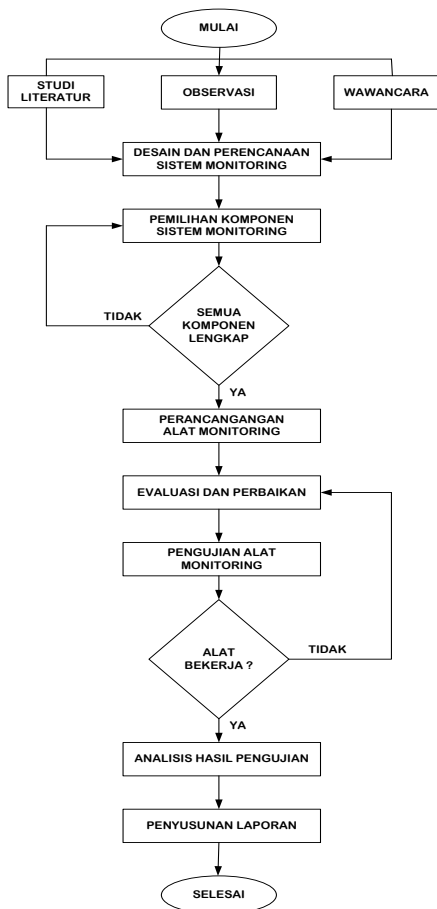 MULAI
STUDI
LITERATUR
OBSERVASI
WAWANCARA
DESAIN DAN PERENCANAAN
SISTEM MONITORING
PEMILIHAN KOMPONEN
SISTEM MONITORING
TIDAK
SEMUA
KOMPONEN
LENGKAP
YA
PERANCANGANGAN
ALAT MONITORING
EVALUASI DAN PERBAIKAN
PENGUJIAN ALAT
MONITORING
ALAT
BEKERJA ?
TIDAK
YA
ANALISIS HASIL PENGUJIAN
PENYUSUNAN LAPORAN
SELESAI